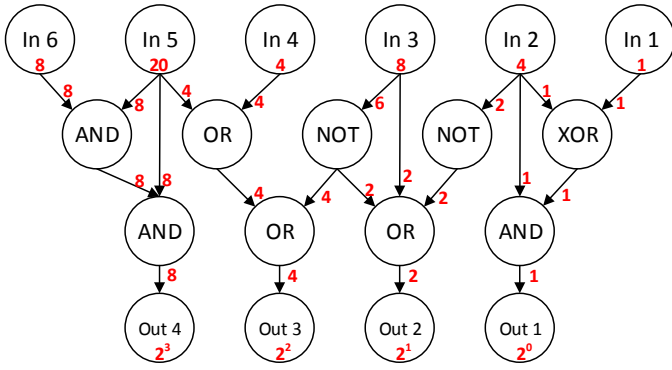 In 6 In 5 In 4 In 3 In 2 In 1
8 20 4 8 4 1
8 8 4 4 6 2 1 1
AND OR NOT NOT XOR
8 8 4 4 2 2 2 1 1
AND OR OR AND
8 4 2 1
Out 4 Out 3 Out 2 Out 1
2³ 2² 2¹ 2⁰